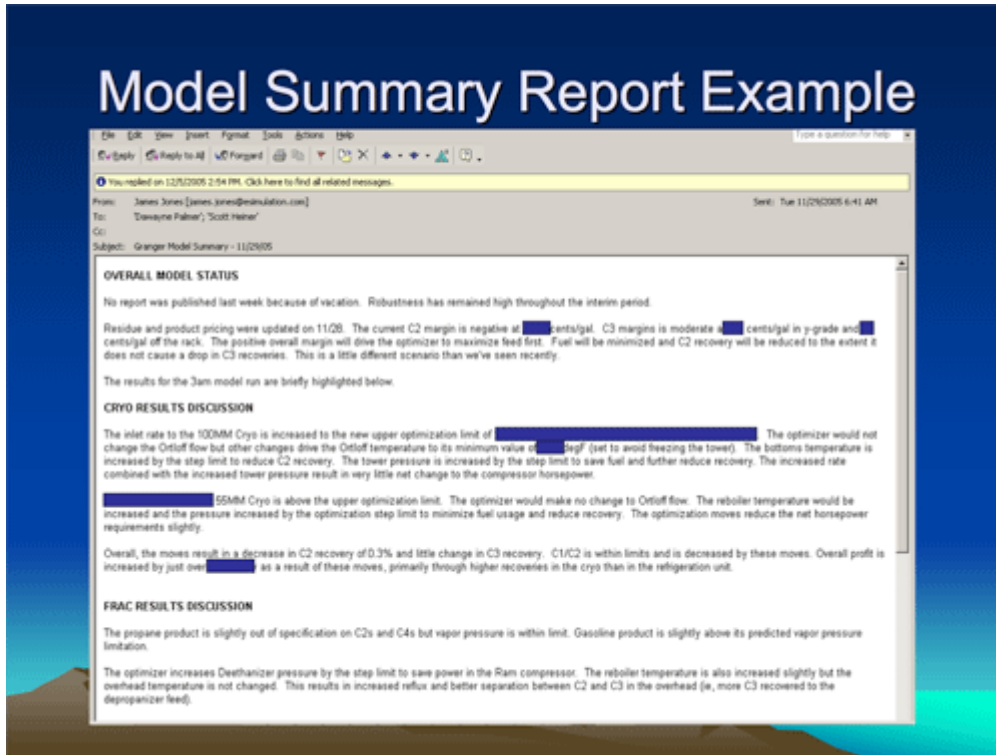 Model Summary Report Example
File Edit View Insert Format Tools Actions Help
Type a question for help
Reply Reply to All Forward
You replied on 12/5/2005 2:54 PM. Click here to find all related messages.
From: James Jones [james.jones@esimulation.com]
Sent: Tue 11/29/2005 6:41 AM
To: 'Dawayne Palmer'; 'Scott Heiner'
Cc:
Subject: Granger Model Summary - 11/29/05
OVERALL MODEL STATUS
No report was published last week because of vacation. Robustness has remained high throughout the interim period.
Residue and product pricing were updated on 11/28. The current C2 margin is negative at cents/gal. C3 margins is moderate a cents/gal in y-grade and
cents/gal off the rack. The positive overall margin will drive the optimizer to maximize feed first. Fuel will be minimized and C2 recovery will be reduced to the extent it
does not cause a drop in C3 recoveries. This is a little different scenario than we've seen recently.
The results for the 3am model run are briefly highlighted below.
CRYO RESULTS DISCUSSION
The inlet rate to the 100MM Cryo is increased to the new upper optimization limit of . The optimizer would not
change the Ortloff flow but other changes drive the Ortloff temperature to its minimum value of degF (set to avoid freezing the tower). The bottoms temperature is
increased by the step limit to reduce C2 recovery. The tower pressure is increased by the step limit to save fuel and further reduce recovery. The increased rate
combined with the increased tower pressure result in very little net change to the compressor horsepower.
55MM Cryo is above the upper optimization limit. The optimizer would make no change to Ortloff flow. The reboiler temperature would be
increased and the pressure increased by the optimization step limit to minimize fuel usage and reduce recovery. The optimization moves reduce the net horsepower
requirements slightly.
Overall, the moves result in a decrease in C2 recovery of 0.3% and little change in C3 recovery. C1/C2 is within limits and is decreased by these moves. Overall profit is
increased by just over as a result of these moves, primarily through higher recoveries in the cryo than in the refrigeration unit.
FRAC RESULTS DISCUSSION
The propane product is slightly out of specification on C2s and C4s but vapor pressure is within limit. Gasoline product is slightly above its predicted vapor pressure
limitation.
The optimizer increases Deethanizer pressure by the step limit to save power in the Ram compressor. The reboiler temperature is also increased slightly but the
overhead temperature is not changed. This results in increased reflux and better separation between C2 and C3 in the overhead (ie, more C3 recovered to the
depropanizer feed).